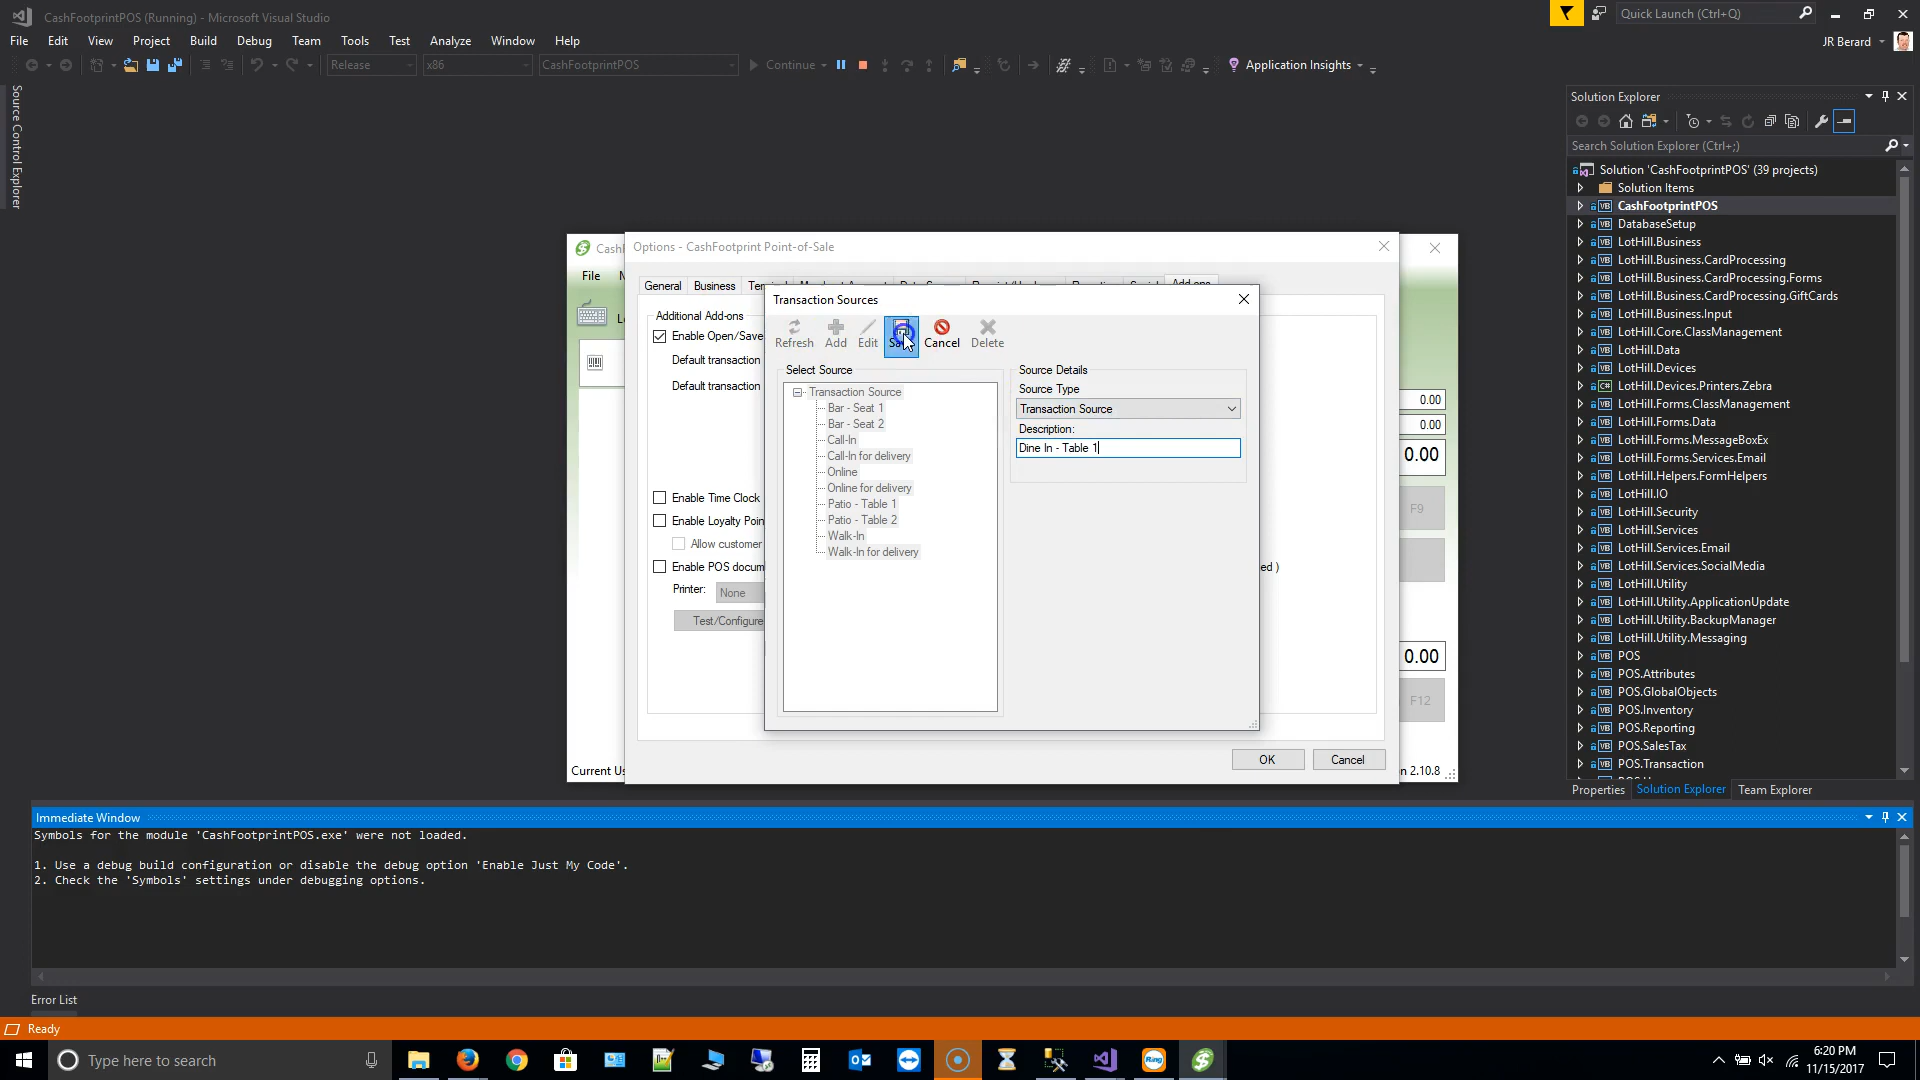 CashFootprintPOS (Running) - Microsoft Visual Studio
Quick Launch (Ctrl+Q)
File Edit View Project Build Debug Team Tools Test Analyze Window Help
JR Berard
Release x86 CashFootprintPOS Continue Application Insights
Source Control Explorer
Solution Explorer
Search Solution Explorer (Ctrl+;)
Solution 'CashFootprintPOS' (39 projects)
Solution Items
CashFootprintPOS
DatabaseSetup
LotHill.Business
LotHill.Business.CardProcessing
LotHill.Business.CardProcessing.Forms
LotHill.Business.CardProcessing.GiftCards
LotHill.Business.Input
LotHill.Core.ClassManagement
LotHill.Data
LotHill.Devices
LotHill.Devices.Printers.Zebra
LotHill.Forms.ClassManagement
LotHill.Forms.Data
LotHill.Forms.MessageBoxEx
LotHill.Forms.Services.Email
LotHill.Helpers.FormHelpers
LotHill.IO
LotHill.Security
LotHill.Services
LotHill.Services.Email
LotHill.Services.SocialMedia
LotHill.Utility
LotHill.Utility.ApplicationUpdate
LotHill.Utility.BackupManager
LotHill.Utility.Messaging
POS
POS.Attributes
POS.GlobalObjects
POS.Inventory
POS.Reporting
POS.SalesTax
POS.Transaction
Properties Solution Explorer Team Explorer
File
0.00
0.00
0.00
F9
0.00
F12
n 2.10.8
Options - CashFootprint Point-of-Sale
General Business
Additional Add-ons
Enable Open/Save
Default transaction
Default transaction
Enable Time Clock
Enable Loyalty Poin
Allow customer
Enable POS docum
ed )
Printer: None
Test/Configure
OK Cancel
Transaction Sources
Refresh Add Edit Cancel Delete
Select Source
Transaction Source
Bar - Seat 1
Bar - Seat 2
Call-In
Call-In for delivery
Online
Online for delivery
Patio - Table 1
Patio - Table 2
Walk-In
Walk-In for delivery
Source Details
Source Type
Transaction Source
Description:
Dine In - Table 1
Current Us
Immediate Window
Symbols for the module 'CashFootprintPOS.exe' were not loaded.
1. Use a debug build configuration or disable the debug option 'Enable Just My Code'.
2. Check the 'Symbols' settings under debugging options.
Error List
Ready
Type here to search
Ring
6:20 PM
11/15/2017